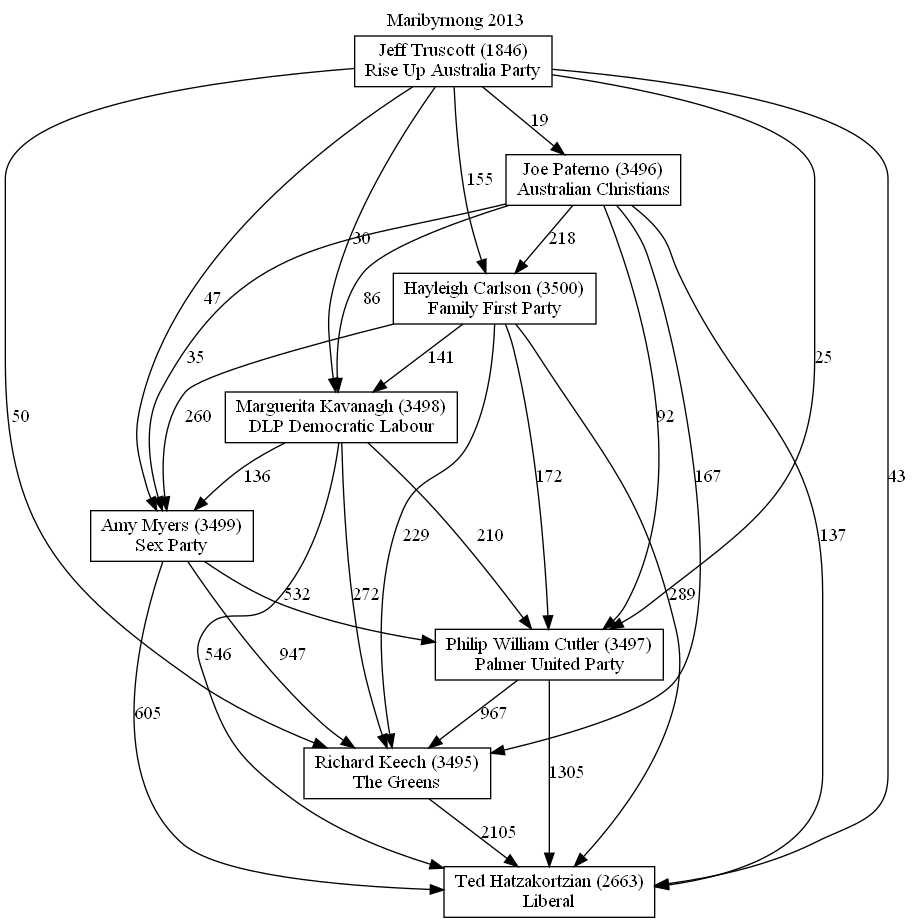 Maribyrnong 2013
Jeff Truscott (1846)
Rise Up Australia Party
19
Joe Paterno (3496)
Australian Christians
155
30
218
Hayleigh Carlson (3500)
Family First Party
47
86
35
141
25
260
92
167
43
Marguerita Kavanagh (3498)
DLP Democratic Labour
50
136
172
137
229
210
Amy Myers (3499)
Sex Party
532
272
289
546
947
Philip William Cutler (3497)
Palmer United Party
605
967
1305
Richard Keech (3495)
The Greens
2105
Ted Hatzakortzian (2663)
Liberal